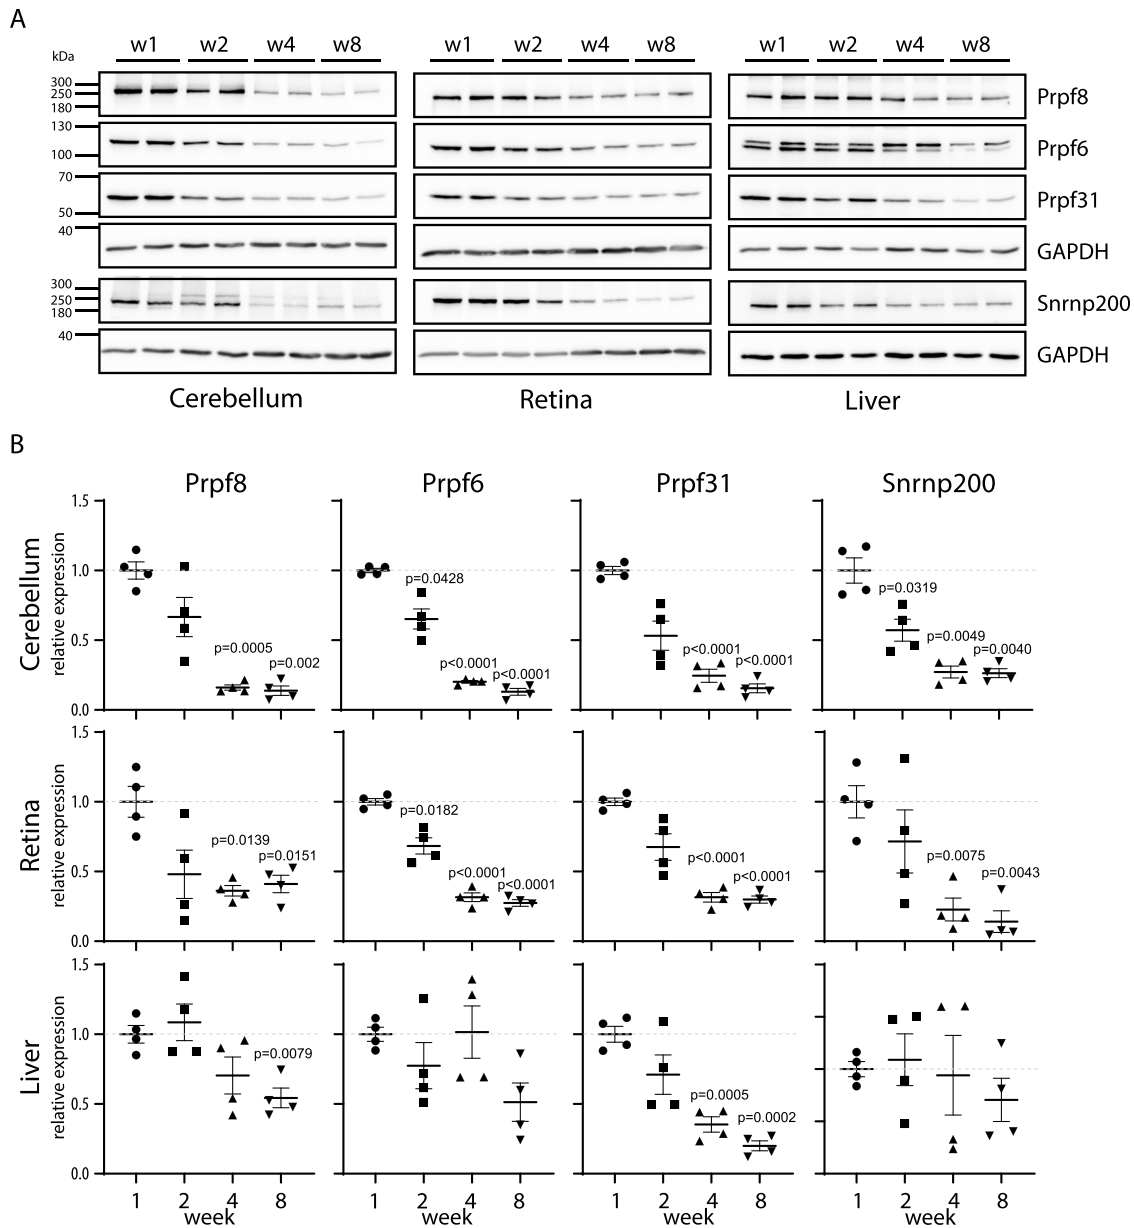 A
w1 w2 w4 w8 w1 w2 w4 w8 w1 w2 w4 w8
kDa
300
250
180
Prpf8
130
100
Prpf6
70
50
Prpf31
40
GAPDH
300
250
180
Snrnp200
40
GAPDH
Cerebellum Retina Liver
B
Prpf8 Prpf6 Prpf31 Snrnp200
Cerebellum
relative expression
1.5
1.0
0.5
0.0
p=0.0005
p=0.002
p=0.0428
p<0.0001
p<0.0001
p<0.0001
p<0.0001
p=0.0319
p=0.0049
p=0.0040
Retina
relative expression
1.5
1.0
0.5
0.0
p=0.0139
p=0.0151
p=0.0182
p<0.0001
p<0.0001
p<0.0001
p<0.0001
p=0.0075
p=0.0043
Liver
relative expression
1.5
1.0
0.5
0.0
p=0.0079
p=0.0005
p=0.0002
1 2 4 8 1 2 4 8 1 2 4 8 1 2 4 8
week week week week